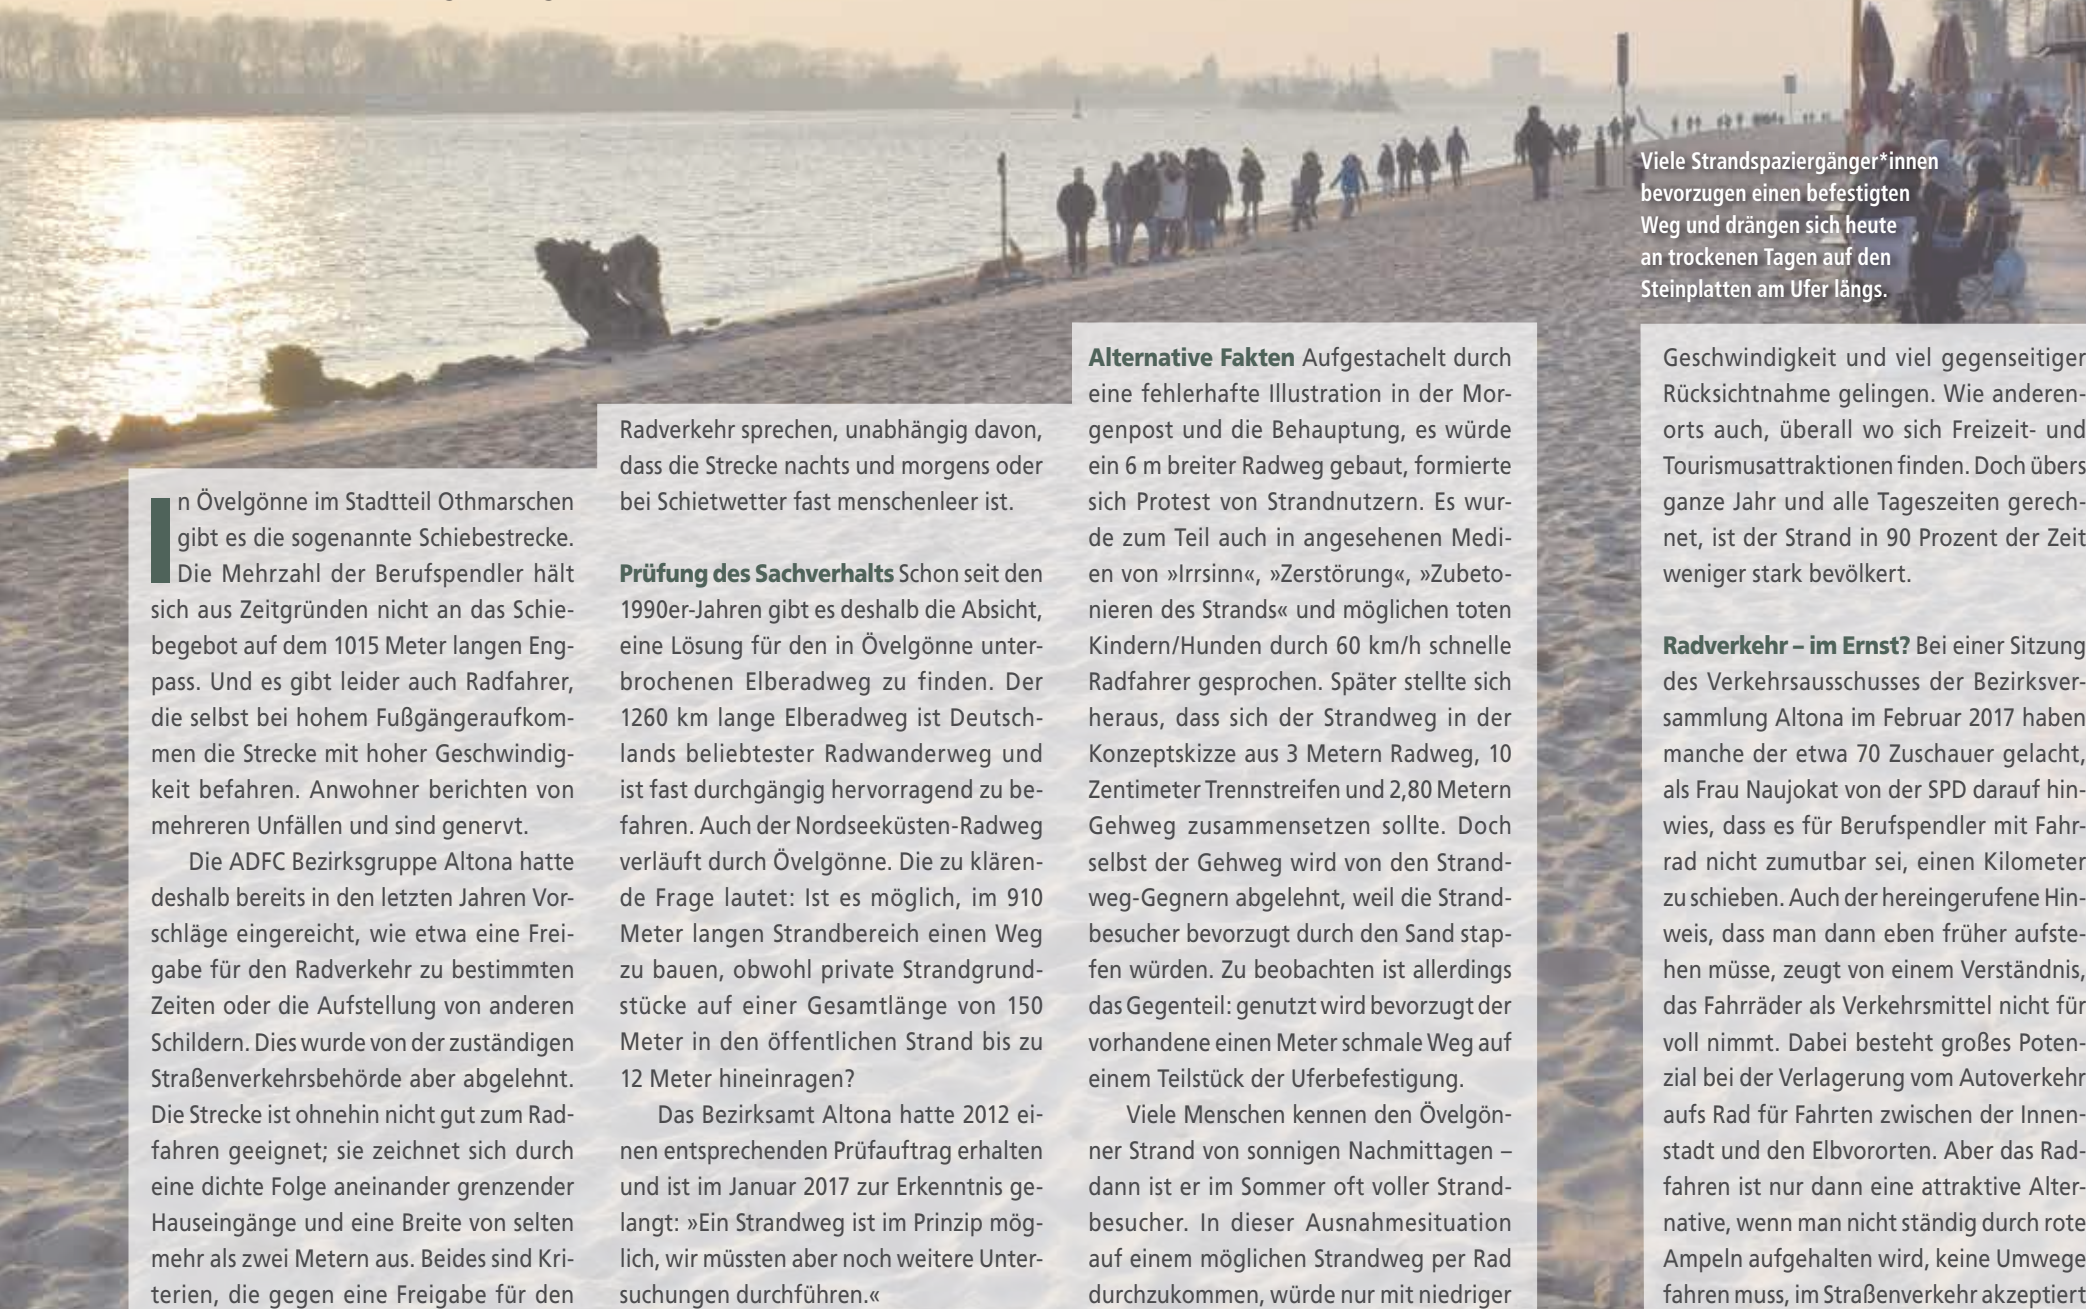 Viele Strandspaziergänger*innen
bevorzugen einen befestigten
Weg und drängen sich heute
an trockenen Tagen auf den
Steinplatten am Ufer längs.
In Övelgönne im Stadtteil Othmarschen
gibt es die sogenannte Schiebestrecke.
Die Mehrzahl der Berufspendler hält
sich aus Zeitgründen nicht an das Schie-
begebot auf dem 1015 Meter langen Eng-
pass. Und es gibt leider auch Radfahrer,
die selbst bei hohem Fußgängeraufkom-
men die Strecke mit hoher Geschwindig-
keit befahren. Anwohner berichten von
mehreren Unfällen und sind genervt.
Die ADFC Bezirksgruppe Altona hatte
deshalb bereits in den letzten Jahren Vor-
schläge eingereicht, wie etwa eine Frei-
gabe für den Radverkehr zu bestimmten
Zeiten oder die Aufstellung von anderen
Schildern. Dies wurde von der zuständigen
Straßenverkehrsbehörde aber abgelehnt.
Die Strecke ist ohnehin nicht gut zum Rad-
fahren geeignet; sie zeichnet sich durch
eine dichte Folge aneinander grenzender
Hauseingänge und eine Breite von selten
mehr als zwei Metern aus. Beides sind Kri-
terien, die gegen eine Freigabe für den
Radverkehr sprechen, unabhängig davon,
dass die Strecke nachts und morgens oder
bei Schietwetter fast menschenleer ist.
Prüfung des Sachverhalts Schon seit den
1990er-Jahren gibt es deshalb die Absicht,
eine Lösung für den in Övelgönne unter-
brochenen Elberadweg zu finden. Der
1260 km lange Elberadweg ist Deutsch-
lands beliebtester Radwanderweg und
ist fast durchgängig hervorragend zu be-
fahren. Auch der Nordseeküsten-Radweg
verläuft durch Övelgönne. Die zu klären-
de Frage lautet: Ist es möglich, im 910
Meter langen Strandbereich einen Weg
zu bauen, obwohl private Strandgrund-
stücke auf einer Gesamtlänge von 150
Meter in den öffentlichen Strand bis zu
12 Meter hineinragen?
Das Bezirksamt Altona hatte 2012 ei-
nen entsprechenden Prüfauftrag erhalten
und ist im Januar 2017 zur Erkenntnis ge-
langt: »Ein Strandweg ist im Prinzip mög-
lich, wir müssten aber noch weitere Unter-
suchungen durchführen.«
Alternative Fakten Aufgestachelt durch
eine fehlerhafte Illustration in der Mor-
genpost und die Behauptung, es würde
ein 6 m breiter Radweg gebaut, formierte
sich Protest von Strandnutzern. Es wur-
de zum Teil auch in angesehenen Medi-
en von »Irrsinn«, »Zerstörung«, »Zubeto-
nieren des Strands« und möglichen toten
Kindern/Hunden durch 60 km/h schnelle
Radfahrer gesprochen. Später stellte sich
heraus, dass sich der Strandweg in der
Konzeptskizze aus 3 Metern Radweg, 10
Zentimeter Trennstreifen und 2,80 Metern
Gehweg zusammensetzen sollte. Doch
selbst der Gehweg wird von den Strand-
weg-Gegnern abgelehnt, weil die Strand-
besucher bevorzugt durch den Sand stap-
fen würden. Zu beobachten ist allerdings
das Gegenteil: genutzt wird bevorzugt der
vorhandene einen Meter schmale Weg auf
einem Teilstück der Uferbefestigung.
Viele Menschen kennen den Övelgön-
ner Strand von sonnigen Nachmittagen –
dann ist er im Sommer oft voller Strand-
besucher. In dieser Ausnahmesituation
auf einem möglichen Strandweg per Rad
durchzukommen, würde nur mit niedriger
Geschwindigkeit und viel gegenseitiger
Rücksichtnahme gelingen. Wie anderen-
orts auch, überall wo sich Freizeit- und
Tourismusattraktionen finden. Doch übers
ganze Jahr und alle Tageszeiten gerech-
net, ist der Strand in 90 Prozent der Zeit
weniger stark bevölkert.
Radverkehr – im Ernst? Bei einer Sitzung
des Verkehrsausschusses der Bezirksver-
sammlung Altona im Februar 2017 haben
manche der etwa 70 Zuschauer gelacht,
als Frau Naujokat von der SPD darauf hin-
wies, dass es für Berufspendler mit Fahr-
rad nicht zumutbar sei, einen Kilometer
zu schieben. Auch der hereingerufene Hin-
weis, dass man dann eben früher aufste-
hen müsse, zeugt von einem Verständnis,
das Fahrräder als Verkehrsmittel nicht für
voll nimmt. Dabei besteht großes Poten-
zial bei der Verlagerung vom Autoverkehr
aufs Rad für Fahrten zwischen der Innen-
stadt und den Elbvororten. Aber das Rad-
fahren ist nur dann eine attraktive Alter-
native, wenn man nicht ständig durch rote
Ampeln aufgehalten wird, keine Umwege
fahren muss, im Straßenverkehr akzeptiert